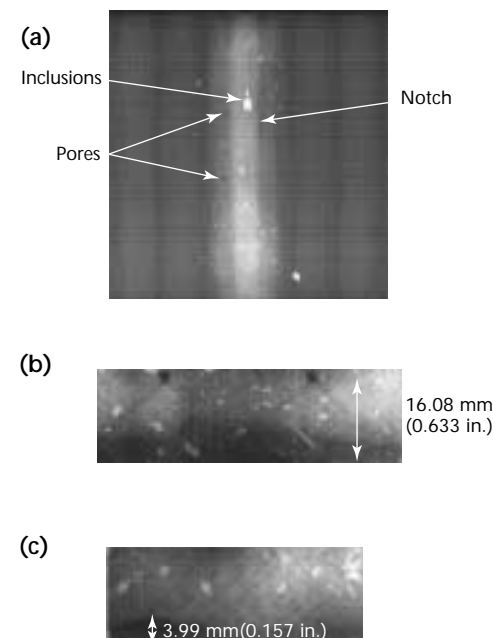 (a)
Inclusions
Notch
Pores
(b)
16.08 mm
(0.633 in.)
(c)
3.99 mm(0.157 in.)